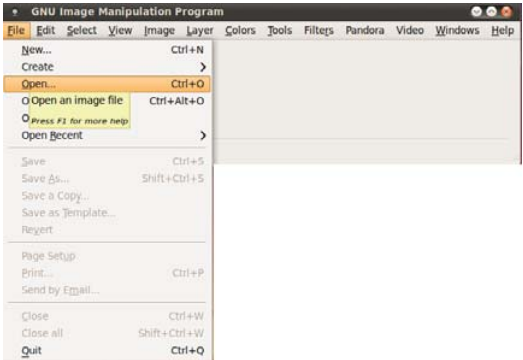 GNU Image Manipulation Program
File Edit Select View Image Layer Colors Tools Filters Pandora Video Windows Help
New... Ctrl+N
Create
Open... Ctrl+O
O Ctrl+Alt+O
Open an image file
O
Press F1 for more help
Open Recent
Save Ctrl+S
Save As... Shift+Ctrl+S
Save a Copy...
Save as Template...
Revert
Page Setup
Print... Ctrl+P
Send by Email...
Close Ctrl+W
Close all Shift+Ctrl+W
Quit Ctrl+Q